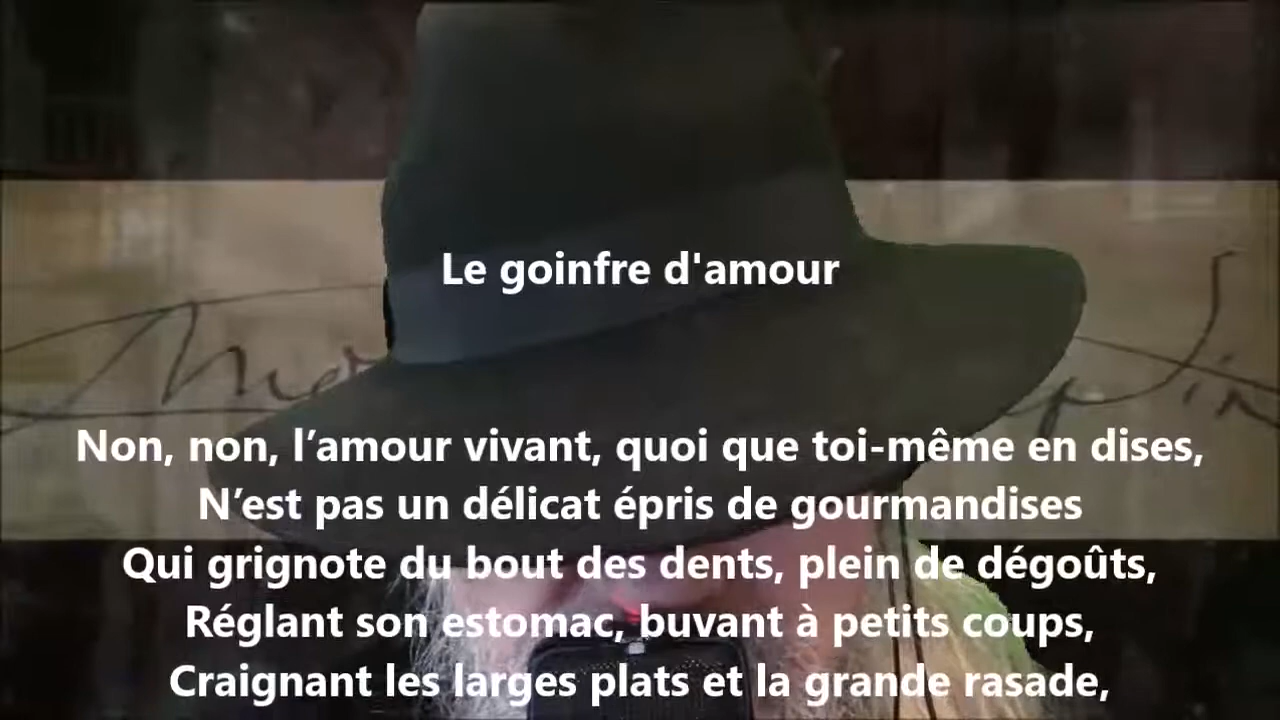 Le goinfre d'amour
Non, non, l’amour vivant, quoi que toi-même en dises,
N’est pas un délicat épris de gourmandises
Qui grignote du bout des dents, plein de dégoûts,
Réglant son estomac, buvant à petits coups,
Craignant les larges plats et la grande rasade,